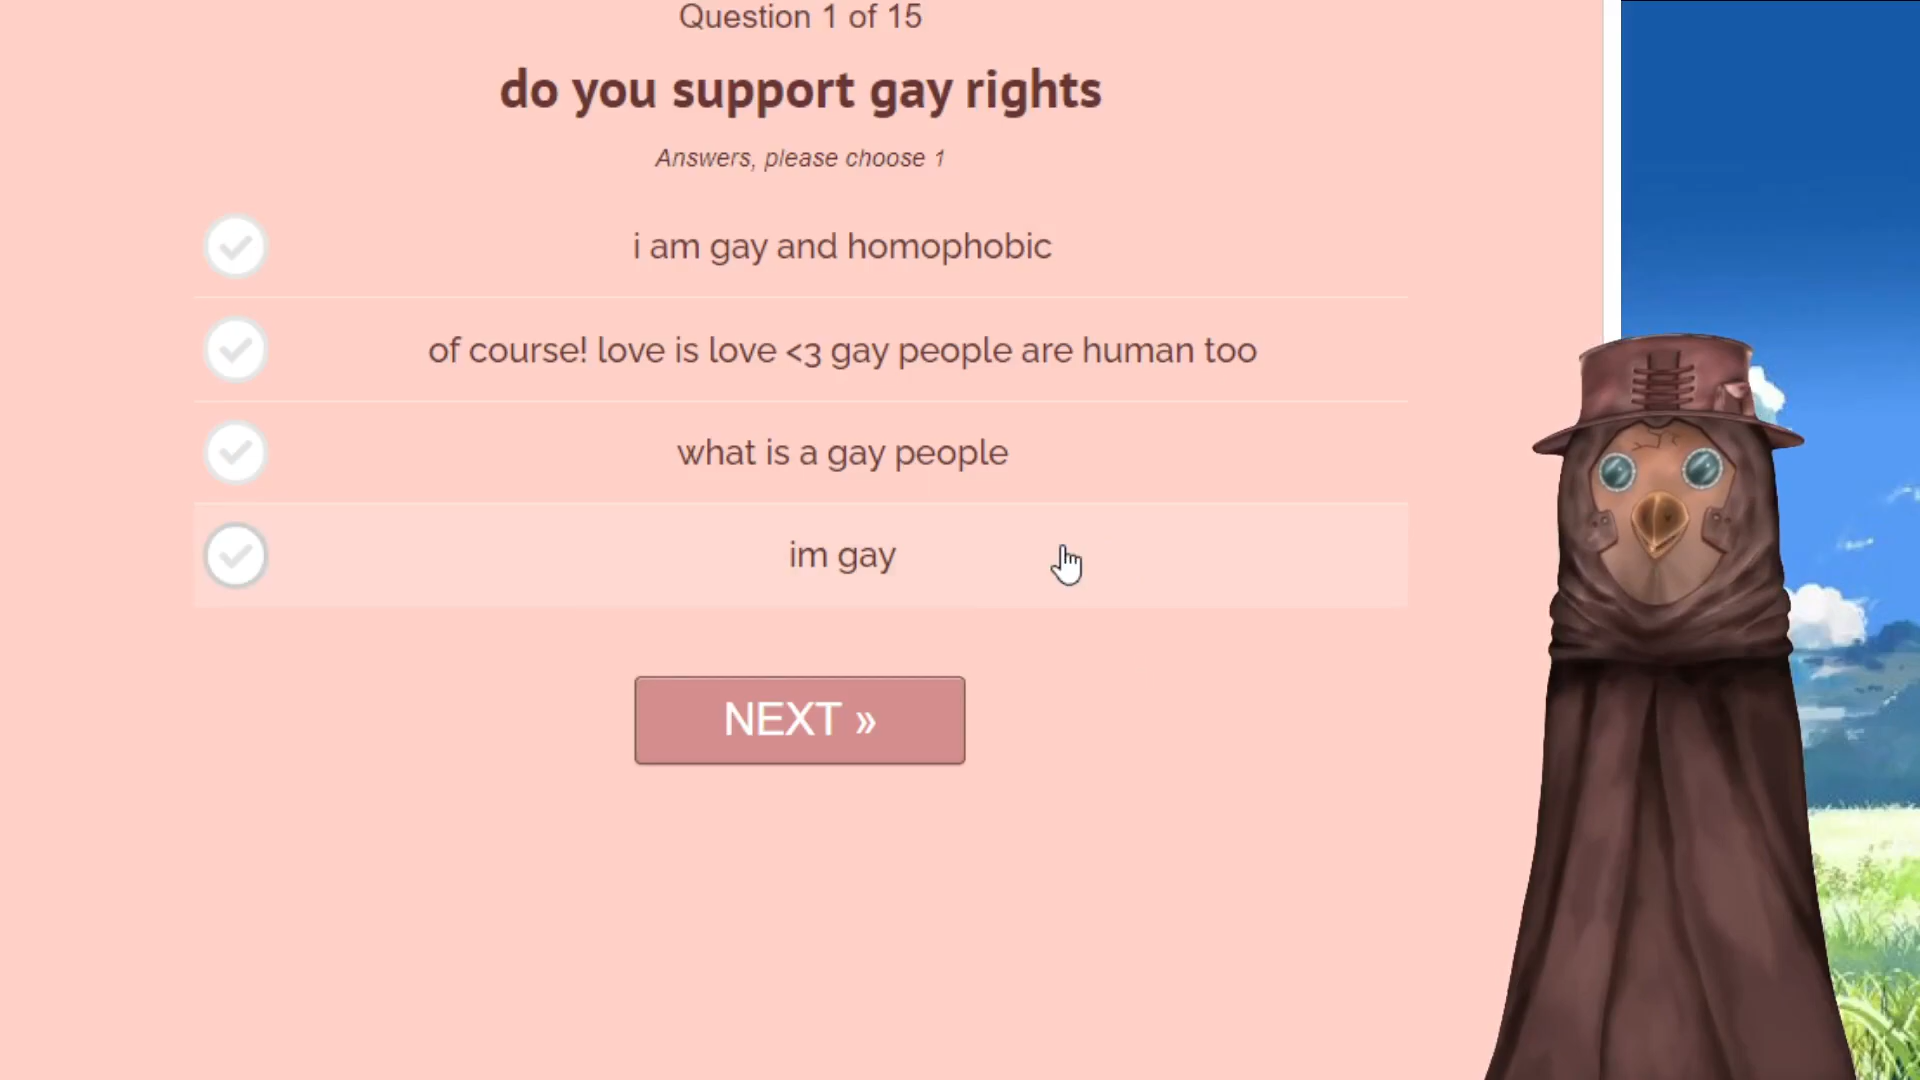 Question 1 of 15
do you support gay rights
Answers, please choose 1
i am gay and homophobic
of course! love is love <3 gay people are human too
what is a gay people
im gay
NEXT »